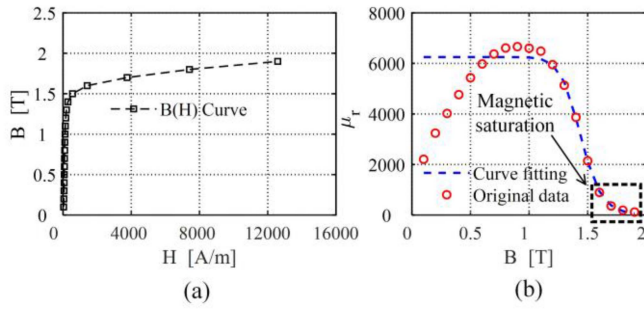 (a)
2.5
2
1.5
1
0.5
0
B [T]
B(H) Curve
0 4000 8000 12000 16000
H [A/m]
(a)
(b)
8000
6000
4000
2000
0
μr
Magnetic
saturation
Curve fitting
Original data
0 0.5 1 1.5 2
B [T]
(b)